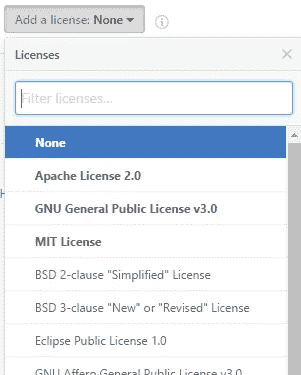 Add a license: None
Licenses
Filter licenses...
None
Apache License 2.0
GNU General Public License v3.0
MIT License
BSD 2-clause "Simplified" License
BSD 3-clause "New" or "Revised" License
Eclipse Public License 1.0
GNU Affero General Public License v3.0